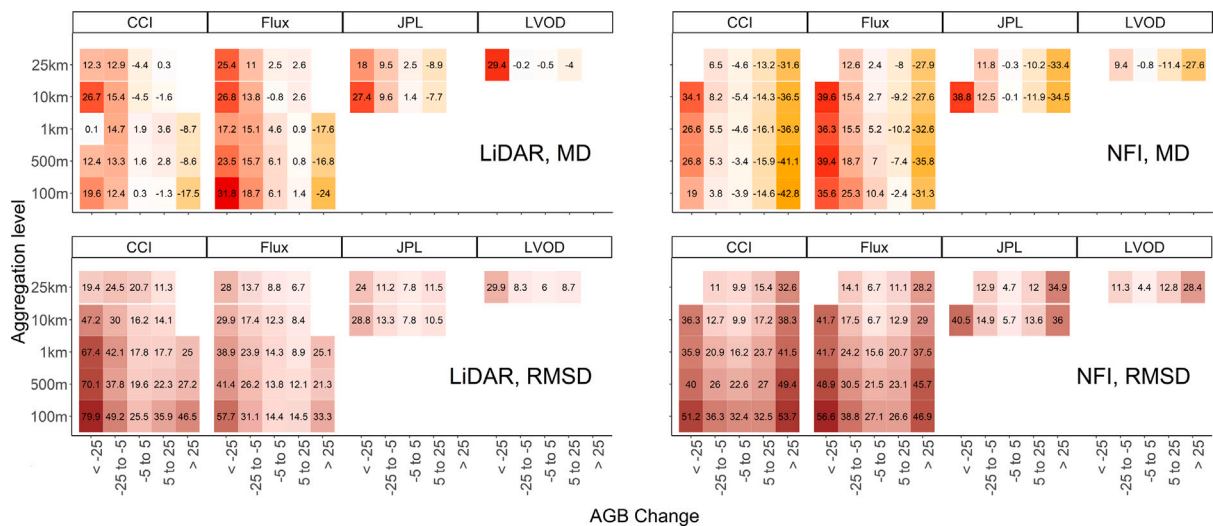 CCI Flux JPL LVOD
25km 12.3 12.9 -4.4 0.3 25.4 11 2.5 2.6 18 9.5 2.5 -8.9 29.4 -0.2 -0.5 -4
10km 26.7 15.4 -4.5 -1.6 26.8 13.8 -0.8 2.6 27.4 9.6 1.4 -7.7
1km 0.1 14.7 1.9 3.6 -8.7 17.2 15.1 4.6 0.9 -17.6
500m 12.4 13.3 1.6 2.8 -8.6 23.5 15.7 6.1 0.8 -16.8
100m 19.6 12.4 0.3 -1.3 -17.5 31.8 18.7 6.1 1.4 -24
LiDAR, MD
CCI Flux JPL LVOD
6.5 -4.6 -13.2 -31.6 12.6 2.4 -8 -27.9 11.8 -0.3 -10.2 -33.4 9.4 -0.8 -11.4 -27.6
34.1 8.2 -5.4 -14.3 -36.5 39.6 15.4 2.7 -9.2 -27.6 38.8 12.5 -0.1 -11.9 -34.5
26.6 5.5 -4.6 -16.1 -36.9 36.3 15.5 5.2 -10.2 -32.6
26.8 5.3 -3.4 -15.9 -41.1 39.4 18.7 7 -7.4 -35.8
19 3.8 -3.9 -14.6 -42.8 35.6 25.3 10.4 -2.4 -31.3
NFI, MD
Aggregation level
CCI Flux JPL LVOD
25km 19.4 24.5 20.7 11.3 28 13.7 8.8 6.7 24 11.2 7.8 11.5 29.9 8.3 6 8.7
10km 47.2 30 16.2 14.1 29.9 17.4 12.3 8.4 28.8 13.3 7.8 10.5
1km 67.4 42.1 17.8 17.7 25 38.9 23.9 14.3 8.9 25.1
500m 70.1 37.8 19.6 22.3 27.2 41.4 26.2 13.8 12.1 21.3
100m 79.9 49.2 25.5 35.9 46.5 57.7 31.1 14.4 14.5 33.3
LiDAR, RMSD
< -25 -25 to -5 -5 to 5 5 to 25 > 25 < -25 -25 to -5 -5 to 5 5 to 25 > 25 < -25 -25 to -5 -5 to 5 5 to 25 > 25 < -25 -25 to -5 -5 to 5 5 to 25 > 25
CCI Flux JPL LVOD
11 9.9 15.4 32.6 14.1 6.7 11.1 28.2 12.9 4.7 12 34.9 11.3 4.4 12.8 28.4
36.3 12.7 9.9 17.2 38.3 41.7 17.5 6.7 12.9 29 40.5 14.9 5.7 13.6 36
35.9 20.9 16.2 23.7 41.5 41.7 24.2 15.6 20.7 37.5
40 26 22.6 27 49.4 48.9 30.5 21.5 23.1 45.7
51.2 36.3 32.4 32.5 53.7 56.6 38.8 27.1 26.6 46.9
NFI, RMSD
< -25 -25 to -5 -5 to 5 5 to 25 > 25 < -25 -25 to -5 -5 to 5 5 to 25 > 25 < -25 -25 to -5 -5 to 5 5 to 25 > 25 < -25 -25 to -5 -5 to 5 5 to 25 > 25
AGB Change